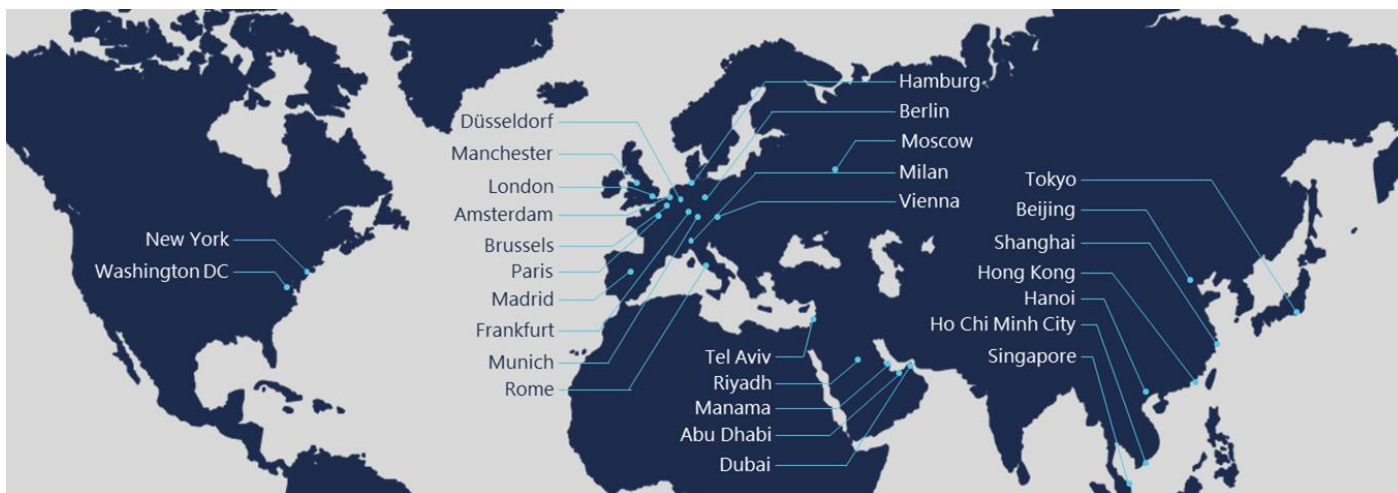 New York
Washington DC
Düsseldorf
Manchester
London
Amsterdam
Brussels
Paris
Madrid
Frankfurt
Munich
Rome
Hamburg
Berlin
Moscow
Milan
Vienna
Tel Aviv
Riyadh
Manama
Abu Dhabi
Dubai
Tokyo
Beijing
Shanghai
Hong Kong
Hanoi
Ho Chi Minh City
Singapore